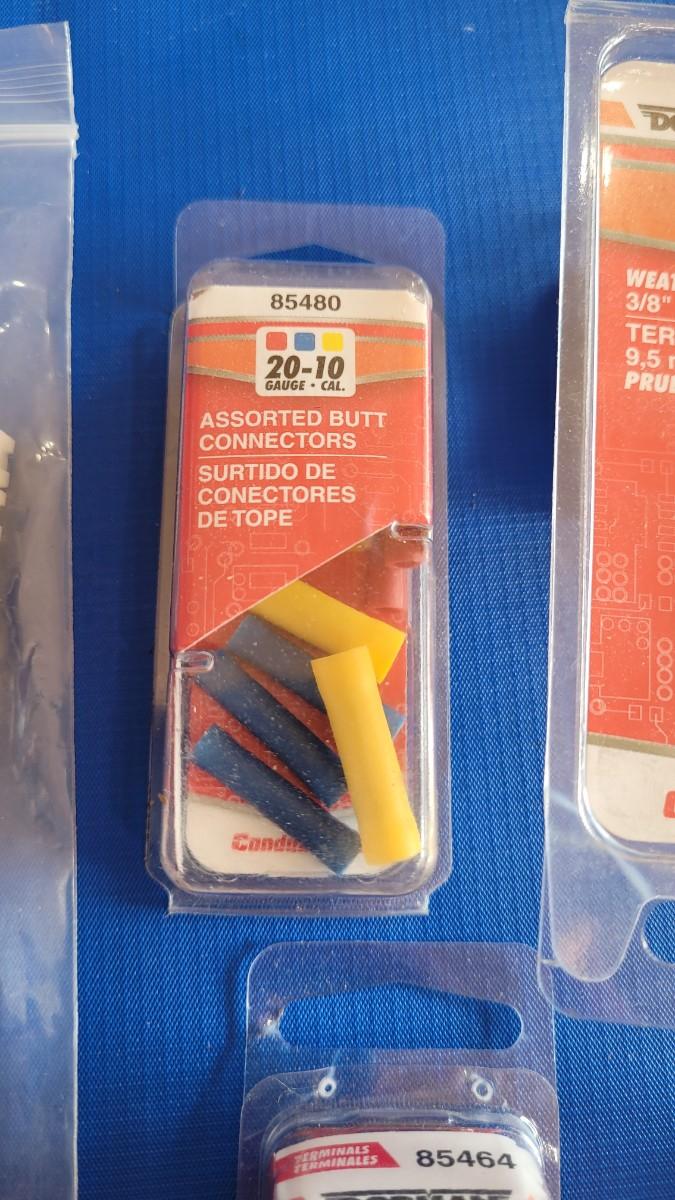 85480
20-10
GAUGE • CAL.
ASSORTED BUTT
CONNECTORS
SURTIDO DE
CONECTORES
DE TOPE
3/8"
9,5
TERMINALS
TERMINALES
85464